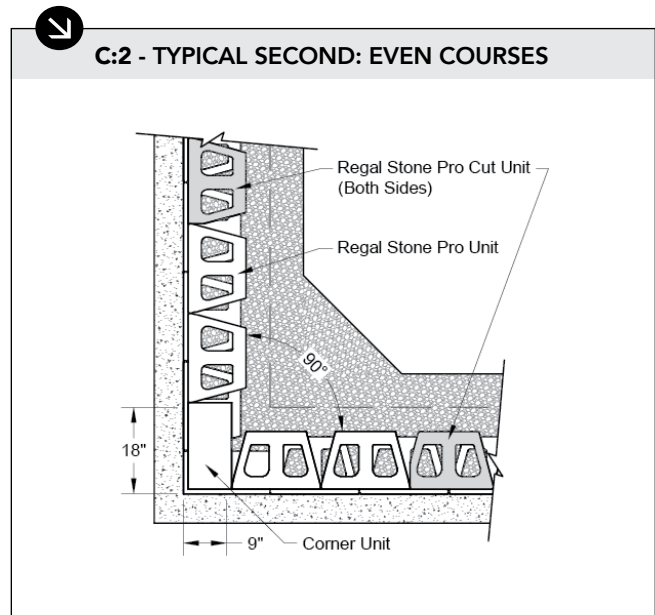 C:2 - TYPICAL SECOND: EVEN COURSES
Regal Stone Pro Cut Unit
(Both Sides)
Regal Stone Pro Unit
90°
18"
9"
Corner Unit